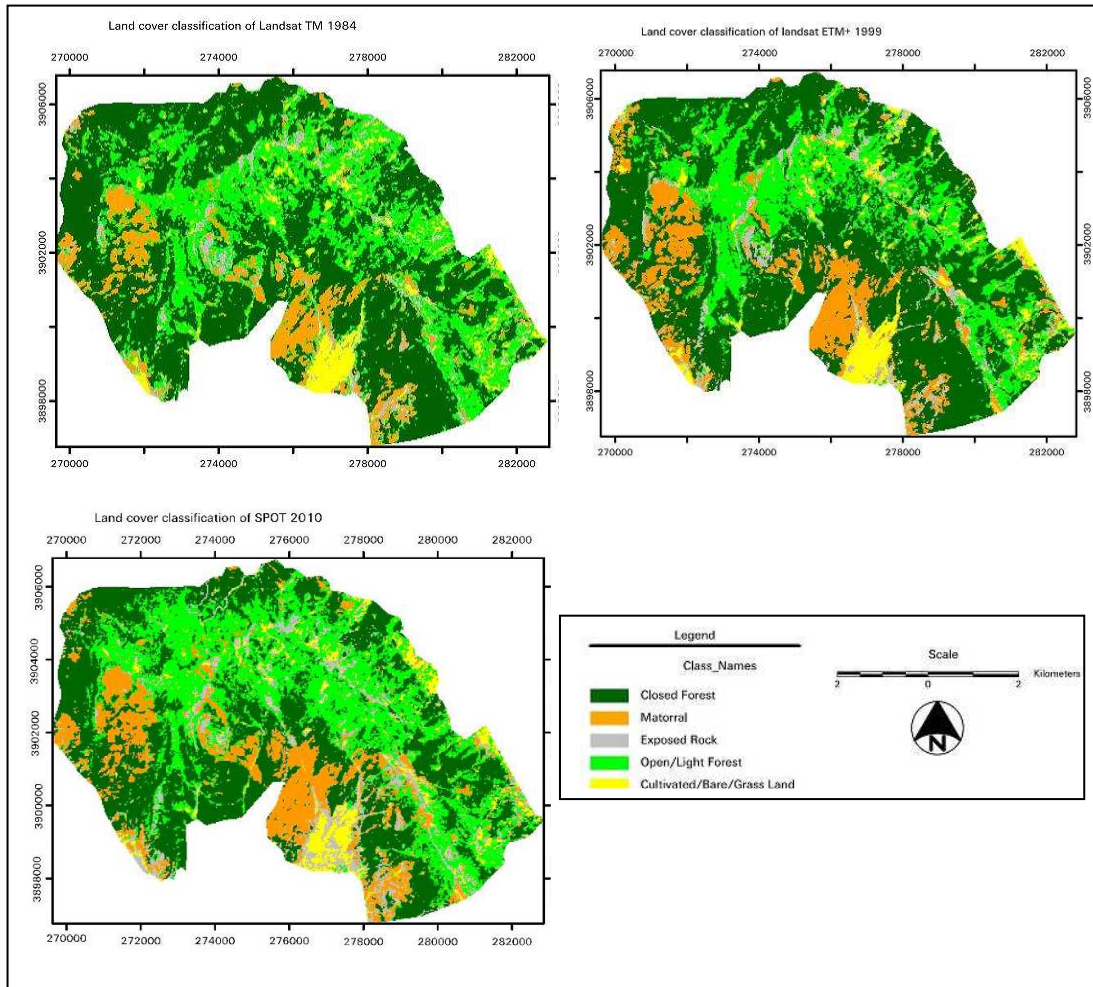 Land cover classification of Landsat TM 1984
270000 274000 278000 282000
3906000
3902000
3898000
270000 274000 278000 282000
Land cover classification of landsat ETM+ 1999
270000 274000 278000 282000
3906000
3902000
3898000
3906000
3902000
3898000
270000 274000 278000 282000
Land cover classification of SPOT 2010
270000 272000 274000 276000 278000 280000 282000
3906000
3904000
3902000
3900000
3898000
270000 272000 274000 276000 278000 280000 282000
Legend
Class_Names
Closed Forest
Matorral
Exposed Rock
Open/Light Forest
Cultivated/Bare/Grass Land
Scale
2 0 2 Kilometers
N